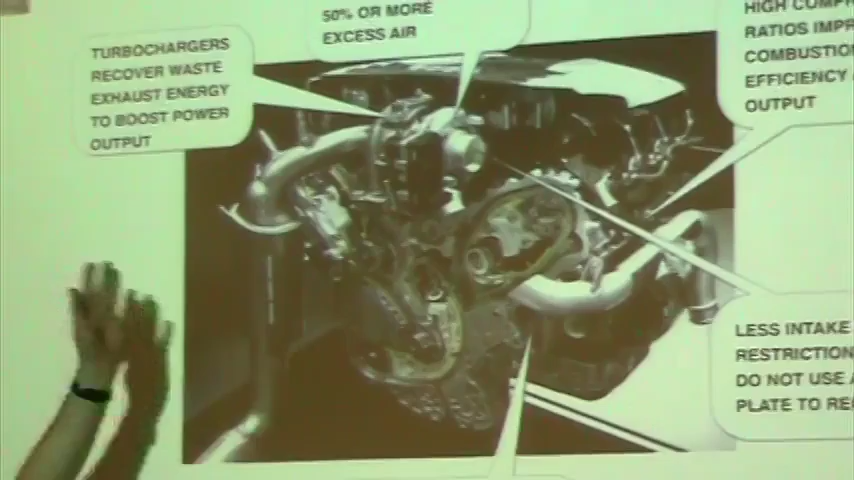 TURBOCHARGERS
RECOVER WASTE
EXHAUST ENERGY
TO BOOST POWER
OUTPUT
50% OR MORE
EXCESS AIR
HIGH
RATIOS
COMBUSTION
EFFICIENCY
OUTPUT
LESS INTAKE
RESTRICTION
DO NOT USE
PLATE TO